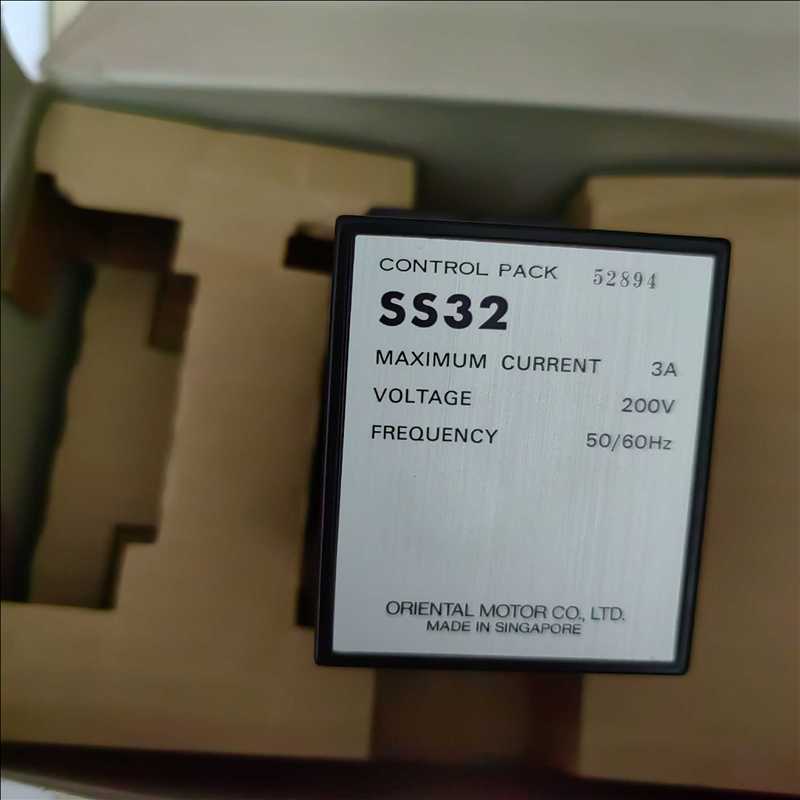 CONTROL PACK 52894
SS32
MAXIMUM CURRENT 3A
VOLTAGE 200V
FREQUENCY 50/60Hz
ORIENTAL MOTOR CO., LTD.
MADE IN SINGAPORE